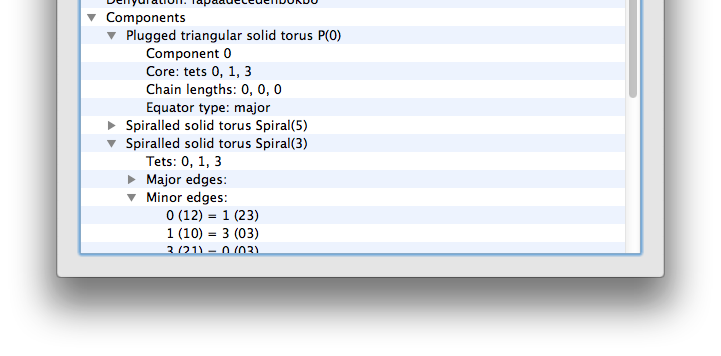 Dehydration: fapaadecedenbokbo
Components
Plugged triangular solid torus P(0)
Component 0
Core: tets 0, 1, 3
Chain lengths: 0, 0, 0
Equator type: major
Spiralled solid torus Spiral(5)
Spiralled solid torus Spiral(3)
Tets: 0, 1, 3
Major edges:
Minor edges:
0 (12) = 1 (23)
1 (10) = 3 (03)
3 (21) = 0 (03)